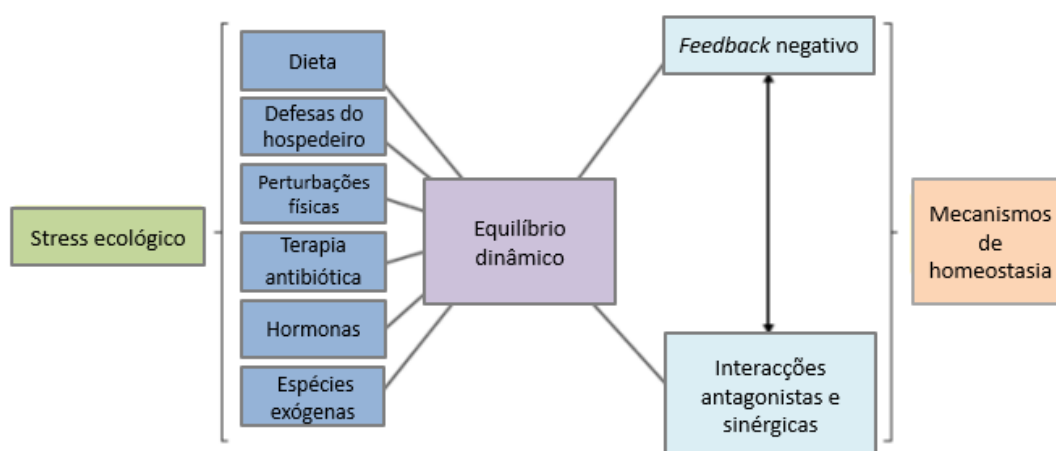 Stress ecológico
Dieta
Defesas do
hospedeiro
Perturbações
físicas
Terapia
antibiótica
Hormonas
Espécies
exógenas
Equilíbrio
dinâmico
Feedback negativo
Interacções
antagonistas e
sinérgicas
Mecanismos
de
homeostasia